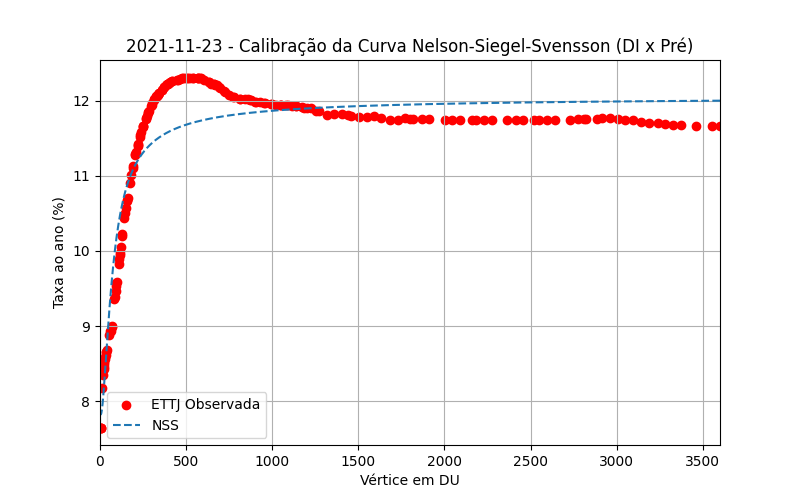 2021-11-23 - Calibração da Curva Nelson-Siegel-Svensson (DI x Pré)
Taxa ao ano (%)
12
11
10
9
8
ETTJ Observada
NSS
0 500 1000 1500 2000 2500 3000 3500
Vértice em DU